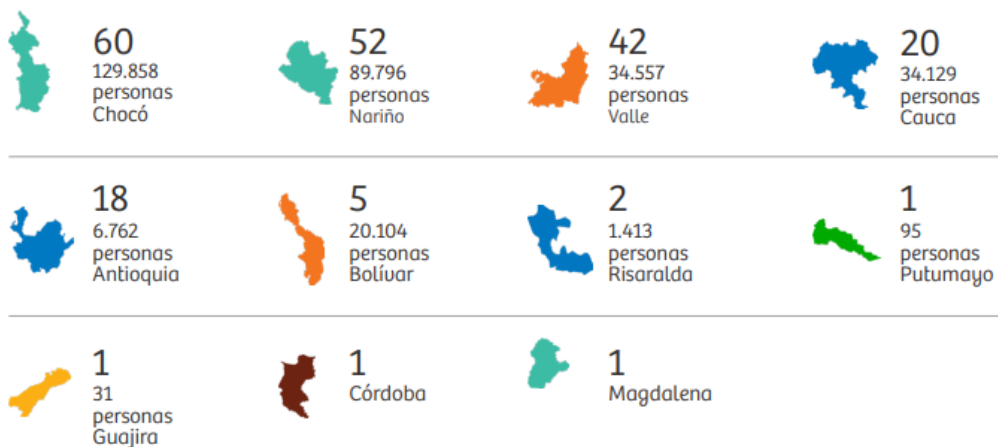 60
129.858
personas
Chocó
52
89.796
personas
Nariño
42
34.557
personas
Valle
20
34.129
personas
Cauca
18
6.762
personas
Antioquia
5
20.104
personas
Bolívar
2
1.413
personas
Risaralda
1
95
personas
Putumayo
1
31
personas
Guajira
1
Córdoba
1
Magdalena